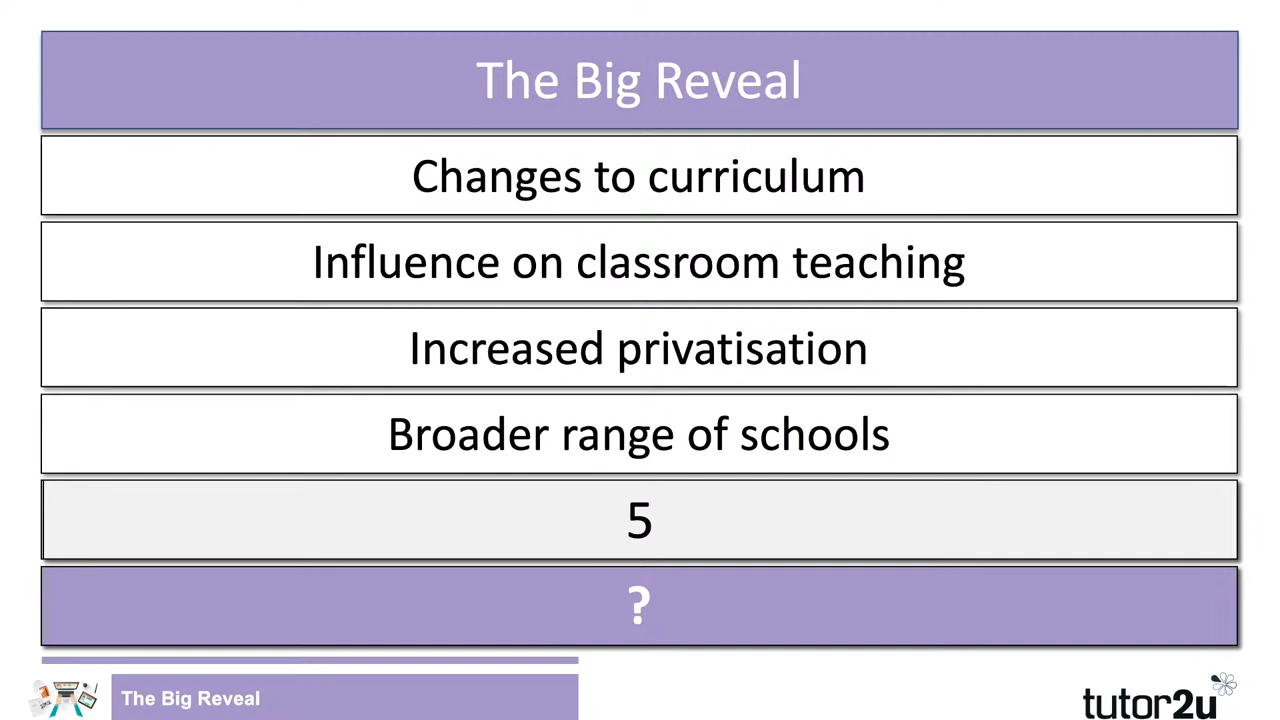 The Big Reveal
Changes to curriculum
Influence on classroom teaching
Increased privatisation
Broader range of schools
5
?
The Big Reveal
tutor2u